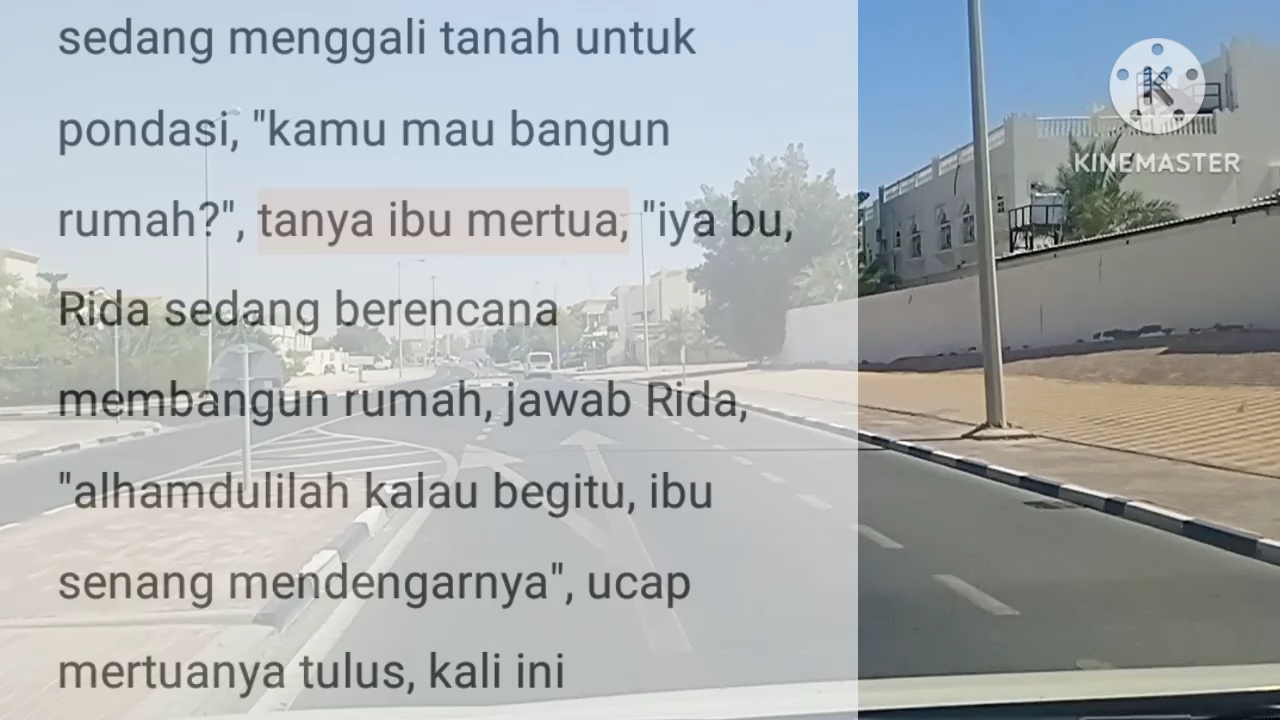 sedang menggali tanah untuk
pondasi, "kamu mau bangun
rumah?", tanya ibu mertua, "iya bu,
Rida sedang berencana
membangun rumah, jawab Rida,
"alhamdulilah kalau begitu, ibu
senang mendengarnya", ucap
mertuanya tulus, kali ini
K
KINEMASTER